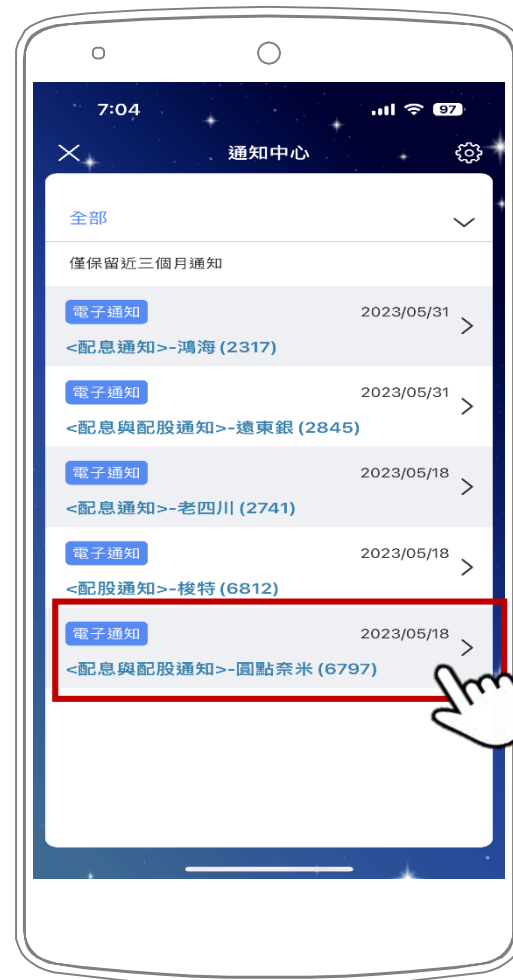 7:04
97
通知中心
全部
僅保留近三個月通知
電子通知 2023/05/31
<配息通知>-鴻海 (2317)
電子通知 2023/05/31
<配息與配股通知>-遠東銀 (2845)
電子通知 2023/05/18
<配息通知>-老四川 (2741)
電子通知 2023/05/18
<配股通知>-梭特 (6812)
電子通知 2023/05/18
<配息與配股通知>-圓點奈米 (6797)